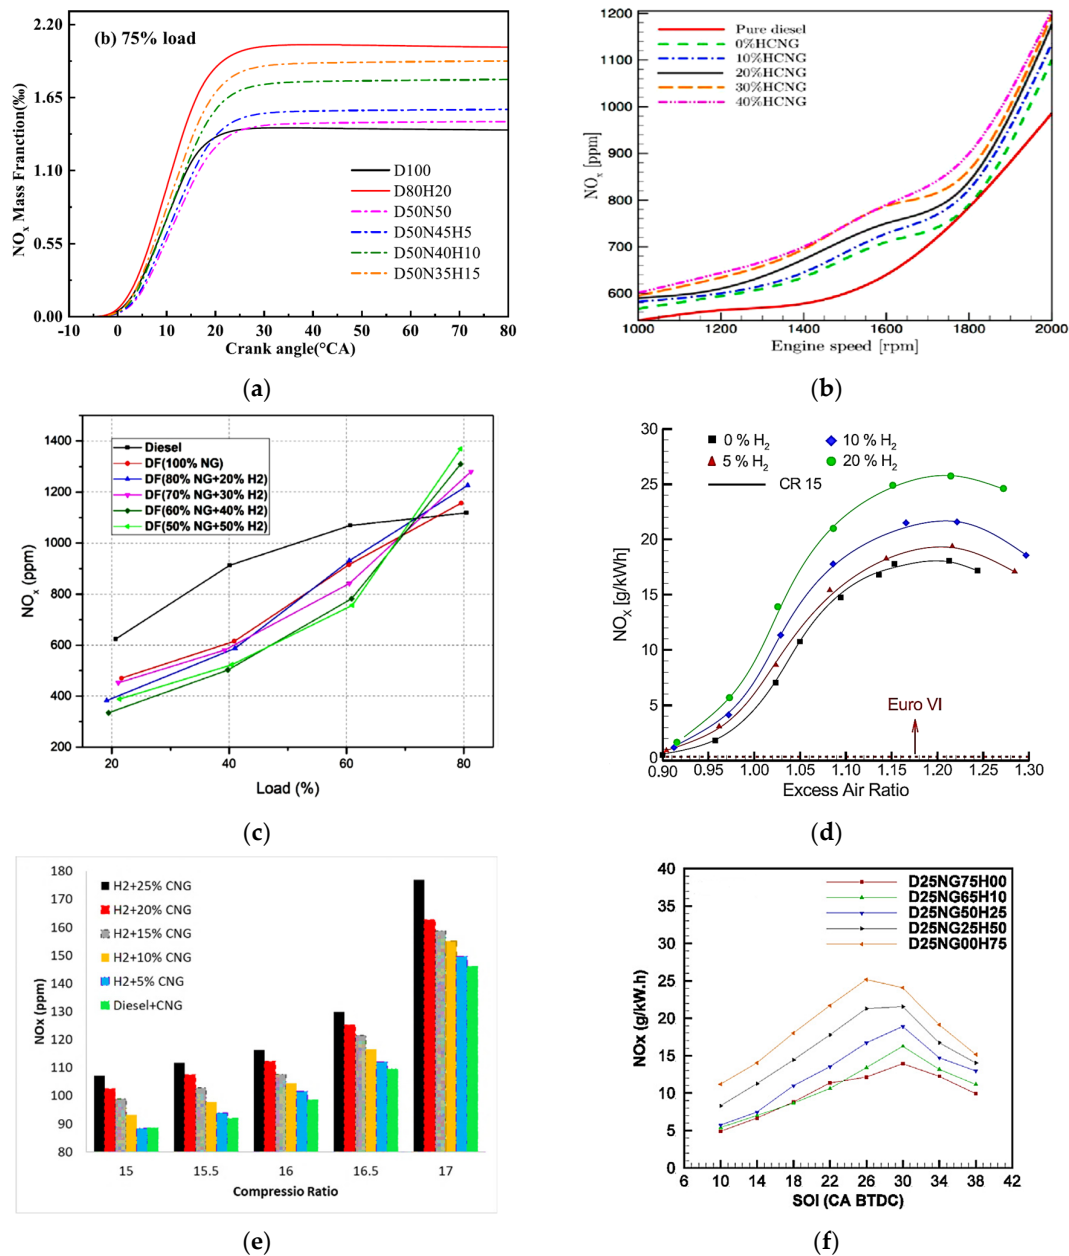 (b) 75% load
NOx Mass Franction(‰)
2.20
1.65
1.10
0.55
0.00
D100
D80H20
D50N50
D50N45H5
D50N40H10
D50N35H15
-10 0 10 20 30 40 50 60 70 80
Crank angle(°CA)
(a)
NOx [ppm]
1200
1100
1000
900
800
700
600
Pure diesel
0%HCNG
10%HCNG
20%HCNG
30%HCNG
40%HCNG
1000 1200 1400 1600 1800 2000
Engine speed [rpm]
(b)
NOx (ppm)
1400
1200
1000
800
600
400
200
Diesel
DF(100% NG)
DF(80% NG+20% H2)
DF(70% NG+30% H2)
DF(60% NG+40% H2)
DF(50% NG+50% H2)
20 40 60 80
Load (%)
(c)
NOX [g/kWh]
30
25
20
15
10
5
0
0 % H2 10 % H2
5 % H2 20 % H2
CR 15
Euro VI
0.90 0.95 1.00 1.05 1.10 1.15 1.20 1.25 1.30
Excess Air Ratio
(d)
NOx (ppm)
180
170
160
150
140
130
120
110
100
90
80
H2+25% CNG
H2+20% CNG
H2+15% CNG
H2+10% CNG
H2+5% CNG
Diesel+CNG
15 15.5 16 16.5 17
Compressio Ratio
(e)
NOx (g/kW.h)
40
35
30
25
20
15
10
5
0
D25NG75H00
D25NG65H10
D25NG50H25
D25NG25H50
D25NG00H75
6 10 14 18 22 26 30 34 38 42
SOI (CA BTDC)
(f)